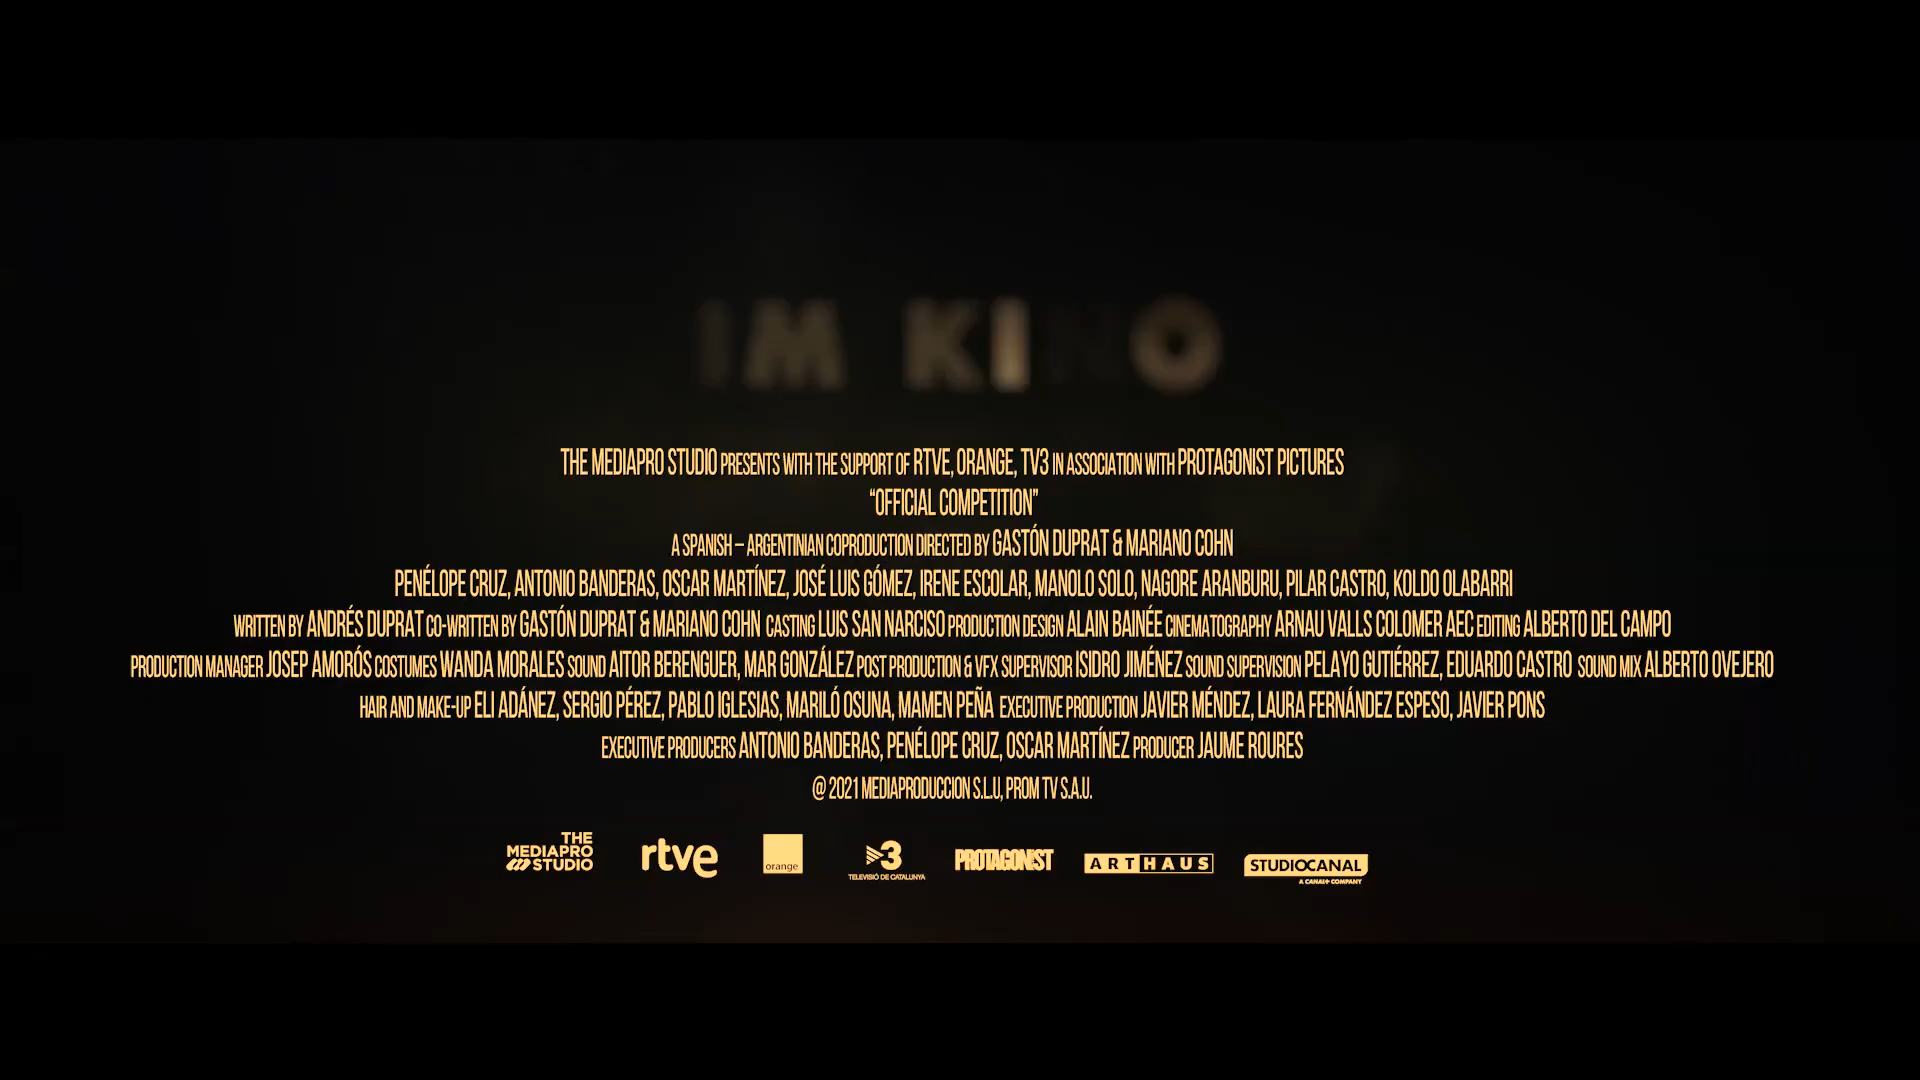 IM KINO
THE MEDIAPRO STUDIO PRESENTS WITH THE SUPPORT OF RTVE, ORANGE, TV3 IN ASSOCIATION WITH PROTAGONIST PICTURES
“OFFICIAL COMPETITION”
A SPANISH – ARGENTINIAN COPRODUCTION DIRECTED BY GASTÓN DUPRAT & MARIANO COHN
PENÉLOPE CRUZ, ANTONIO BANDERAS, OSCAR MARTÍNEZ, JOSÉ LUIS GÓMEZ, IRENE ESCOLAR, MANOLO SOLO, NAGORE ARANBURU, PILAR CASTRO, KOLDO OLABARRI
WRITTEN BY ANDRÉS DUPRAT CO-WRITTEN BY GASTÓN DUPRAT & MARIANO COHN CASTING LUIS SAN NARCISO PRODUCTION DESIGN ALAIN BAINÉE CINEMATOGRAPHY ARNAU VALLS COLOMER AEC EDITING ALBERTO DEL CAMPO
PRODUCTION MANAGER JOSEP AMORÓS COSTUMES WANDA MORALES SOUND AITOR BERENGUER, MAR GONZÁLEZ POST PRODUCTION & VFX SUPERVISOR ISIDRO JIMÉNEZ SOUND SUPERVISION PELAYO GUTIÉRREZ, EDUARDO CASTRO SOUND MIX ALBERTO OVEJERO
HAIR AND MAKE-UP ELI ADÁNEZ, SERGIO PÉREZ, PABLO IGLESIAS, MARILÓ OSUNA, MAMEN PEÑA EXECUTIVE PRODUCTION JAVIER MÉNDEZ, LAURA FERNÁNDEZ ESPESO, JAVIER PONS
EXECUTIVE PRODUCERS ANTONIO BANDERAS, PENÉLOPE CRUZ, OSCAR MARTÍNEZ PRODUCER JAUME ROURES
@ 2021 MEDIAPRODUCCION S.L.U, PROM TV S.A.U.
THE
MEDIAPRO
STUDIO
rtve
orange
3
TELEVISIÓ DE CATALUNYA
PROTAGONIST
ARTHAUS
STUDIOCANAL
A CANAL+ COMPANY